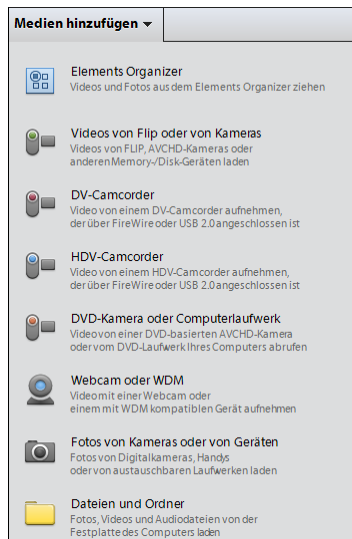 Medien hinzufügen
Elements Organizer
Videos und Fotos aus dem Elements Organizer ziehen
Videos von Flip oder von Kameras
Videos von FLIP, AVCHD-Kameras oder
anderen Memory-/Disk-Geräten laden
DV-Camcorder
Video von einem DV-Camcorder aufnehmen,
der über FireWire oder USB 2.0 angeschlossen ist
HDV-Camcorder
Video von einem HDV-Camcorder aufnehmen,
der über FireWire oder USB 2.0 angeschlossen ist
DVD-Kamera oder Computerlaufwerk
Video von einer DVD-basierten AVCHD-Kamera
oder vom DVD-Laufwerk Ihres Computers abrufen
Webcam oder WDM
Video mit einer Webcam oder
einem mit WDM kompatiblen Gerät aufnehmen
Fotos von Kameras oder von Geräten
Fotos von Digitalkameras, Handys
oder von austauschbaren Laufwerken laden
Dateien und Ordner
Fotos, Videos und Audiodateien von der
Festplatte des Computers laden